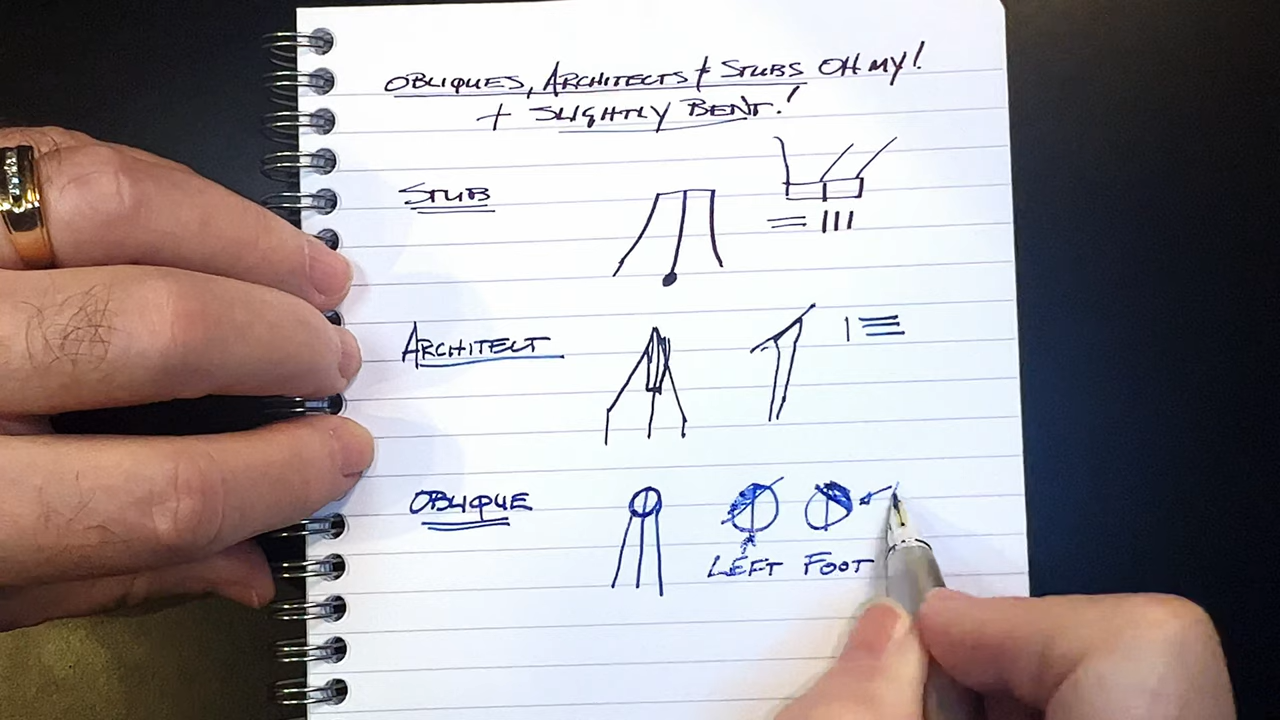 OBLIQUES, ARCHITECTS & STUBS OH MY!
+ SLIGHTLY BENT!
STUB
ARCHITECT
OBLIQUE
LEFT FOOT